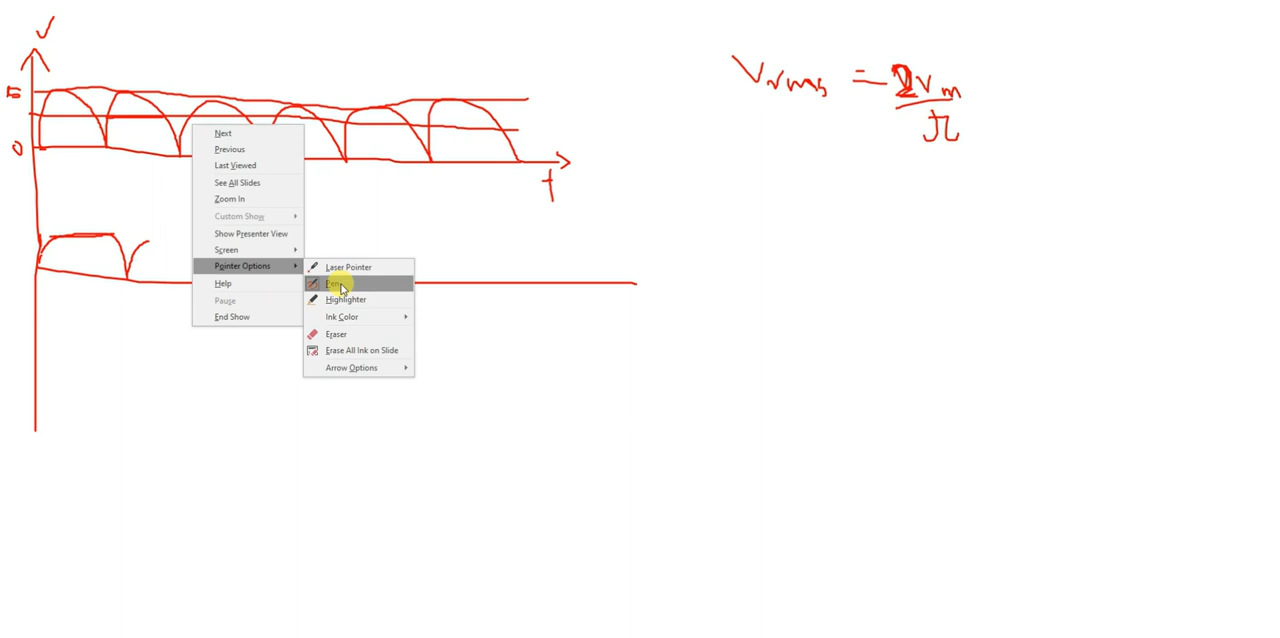 V
Vrms = 2Vm
π
0
t
Next
Previous
Last Viewed
See All Slides
Zoom In
Custom Show
Show Presenter View
Screen
Pointer Options
Help
Pause
End Show
Laser Pointer
Pen
Highlighter
Ink Color
Eraser
Erase All Ink on Slide
Arrow Options